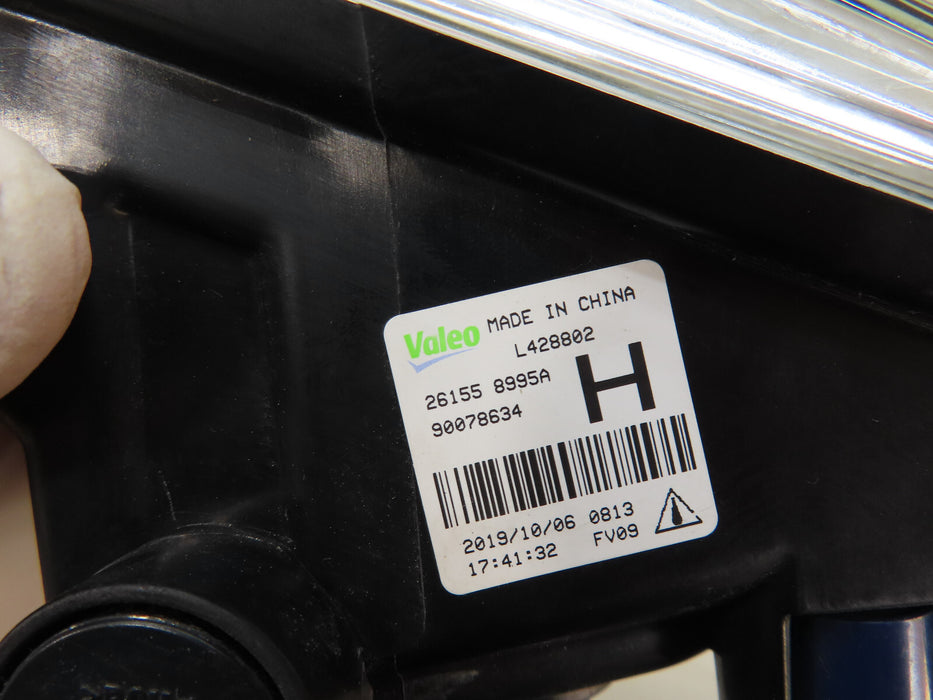 Valeo MADE IN CHINA
L428802
26155 8995A
H
90078634
2019/10/06 0813
17:41:32 FV09